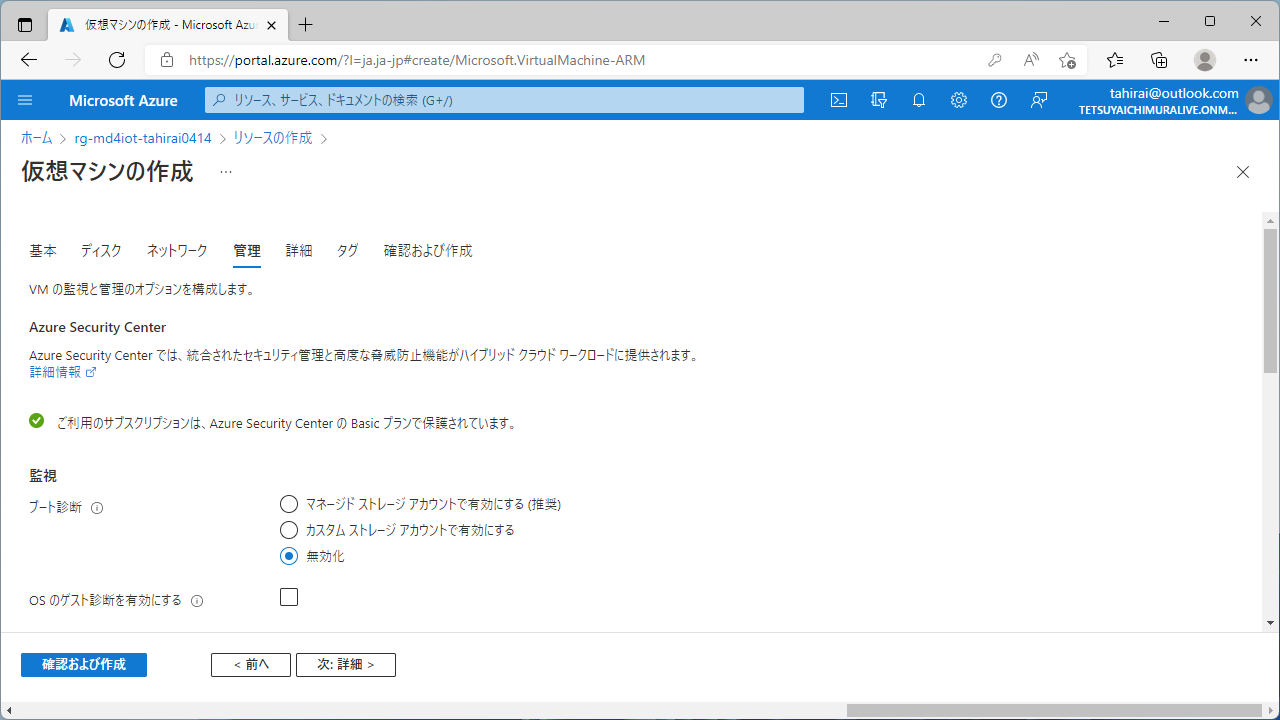 仮想マシンの作成 - Microsoft Azu
https://portal.azure.com/?l=ja.ja-jp#create/Microsoft.VirtualMachine-ARM
Microsoft Azure
リソース、サービス、ドキュメントの検索 (G+/)
tahirai@outlook.com
TETSUYAICHIMURALIVE.ONM...
ホーム > rg-md4iot-tahirai0414 > リソースの作成 >
仮想マシンの作成 ...
基本 ディスク ネットワーク 管理 詳細 タグ 確認および作成
VM の監視と管理のオプションを構成します。
Azure Security Center
Azure Security Center では、統合されたセキュリティ管理と高度な脅威防止機能がハイブリッド クラウド ワークロードに提供されます。
詳細情報
ご利用のサブスクリプションは、Azure Security Center の Basic プランで保護されています。
監視
ブート診断
マネージド ストレージ アカウントで有効にする (推奨)
カスタム ストレージ アカウントで有効にする
無効化
OS のゲスト診断を有効にする
確認および作成 < 前へ 次: 詳細 >